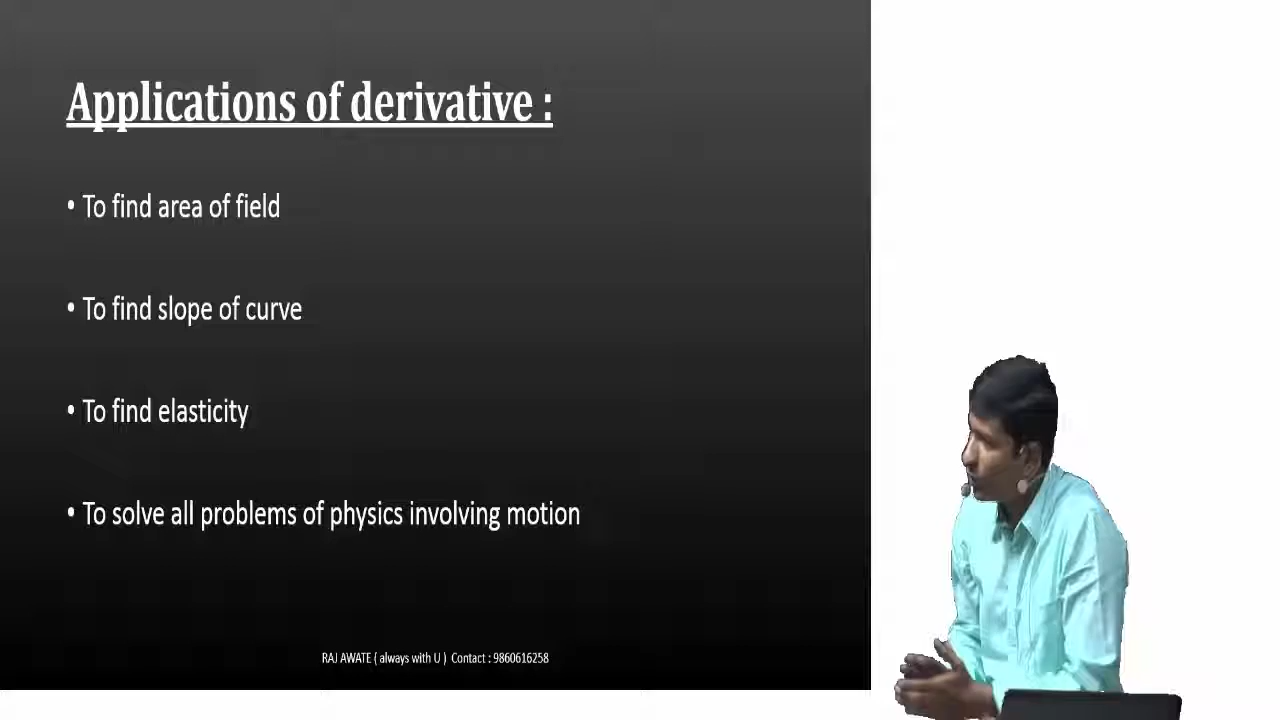 Applications of derivative :
• To find area of field
• To find slope of curve
• To find elasticity
• To solve all problems of physics involving motion
RAJ AWATE ( always with U ) Contact : 9860616258